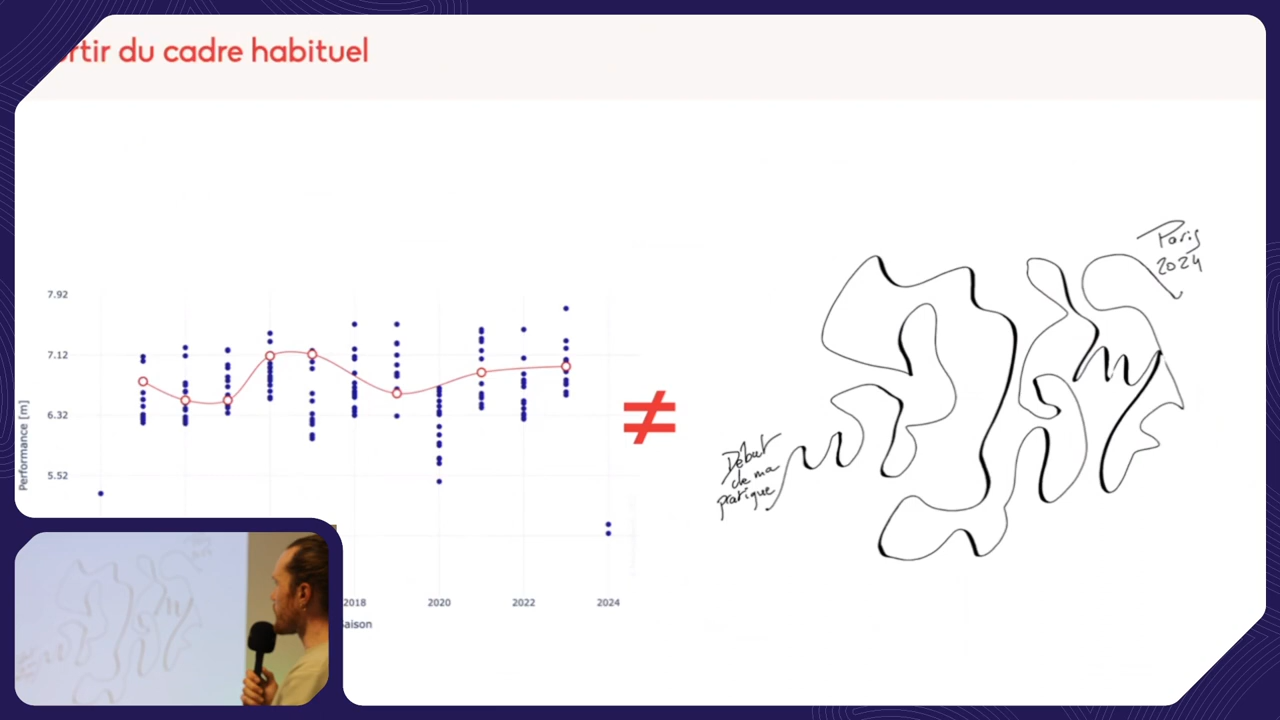 rtir du cadre habituel
7.92
7.12
6.32
5.52
Performance [m]
2018
2020
2022
2024
aison
≠
Début
de ma
pratique
Paris
2024